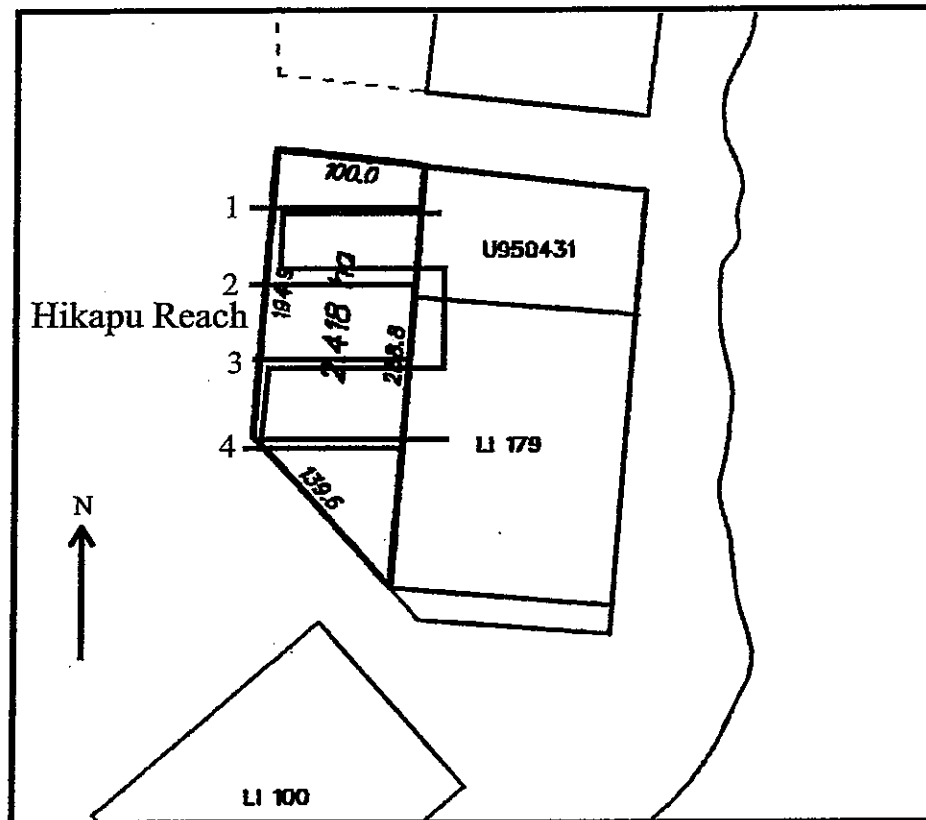 100.0
1
U950431
2
194.9
2.418 ha
Hikapu Reach
3
288.8
4
LI 179
139.6
N
LI 100